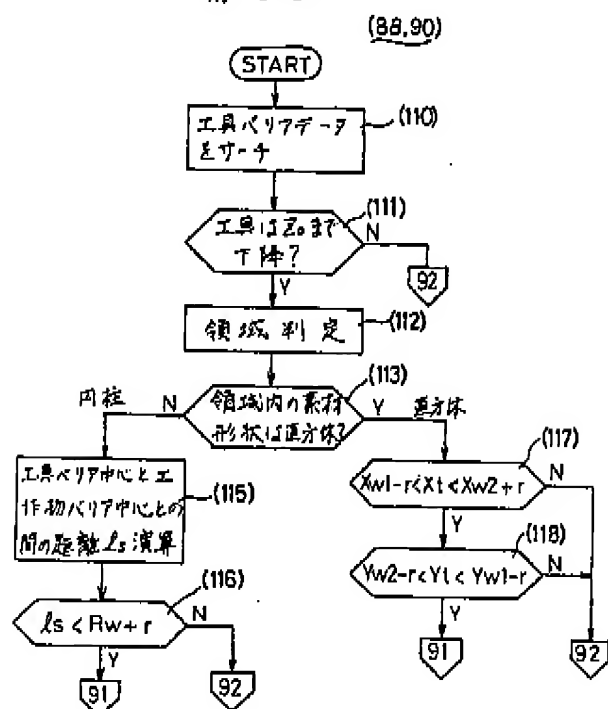 (88,90)
START
工具バリアデータ
をサーチ
(110)
工具はZoまで
下降?
(111)
N
92
Y
領域判定
(112)
領域内の素材
形状は直方体?
(113)
円柱
N
Y
直方体
工具バリア中心と工
作物バリア中心との
間の距離ls演算
(115)
ls<Rw+r
(116)
N
Y
91
92
Xw1-r<Xt<Xw2+r
(117)
N
Y
Yw2-r<Yt<Yw1-r
(118)
N
Y
91
92